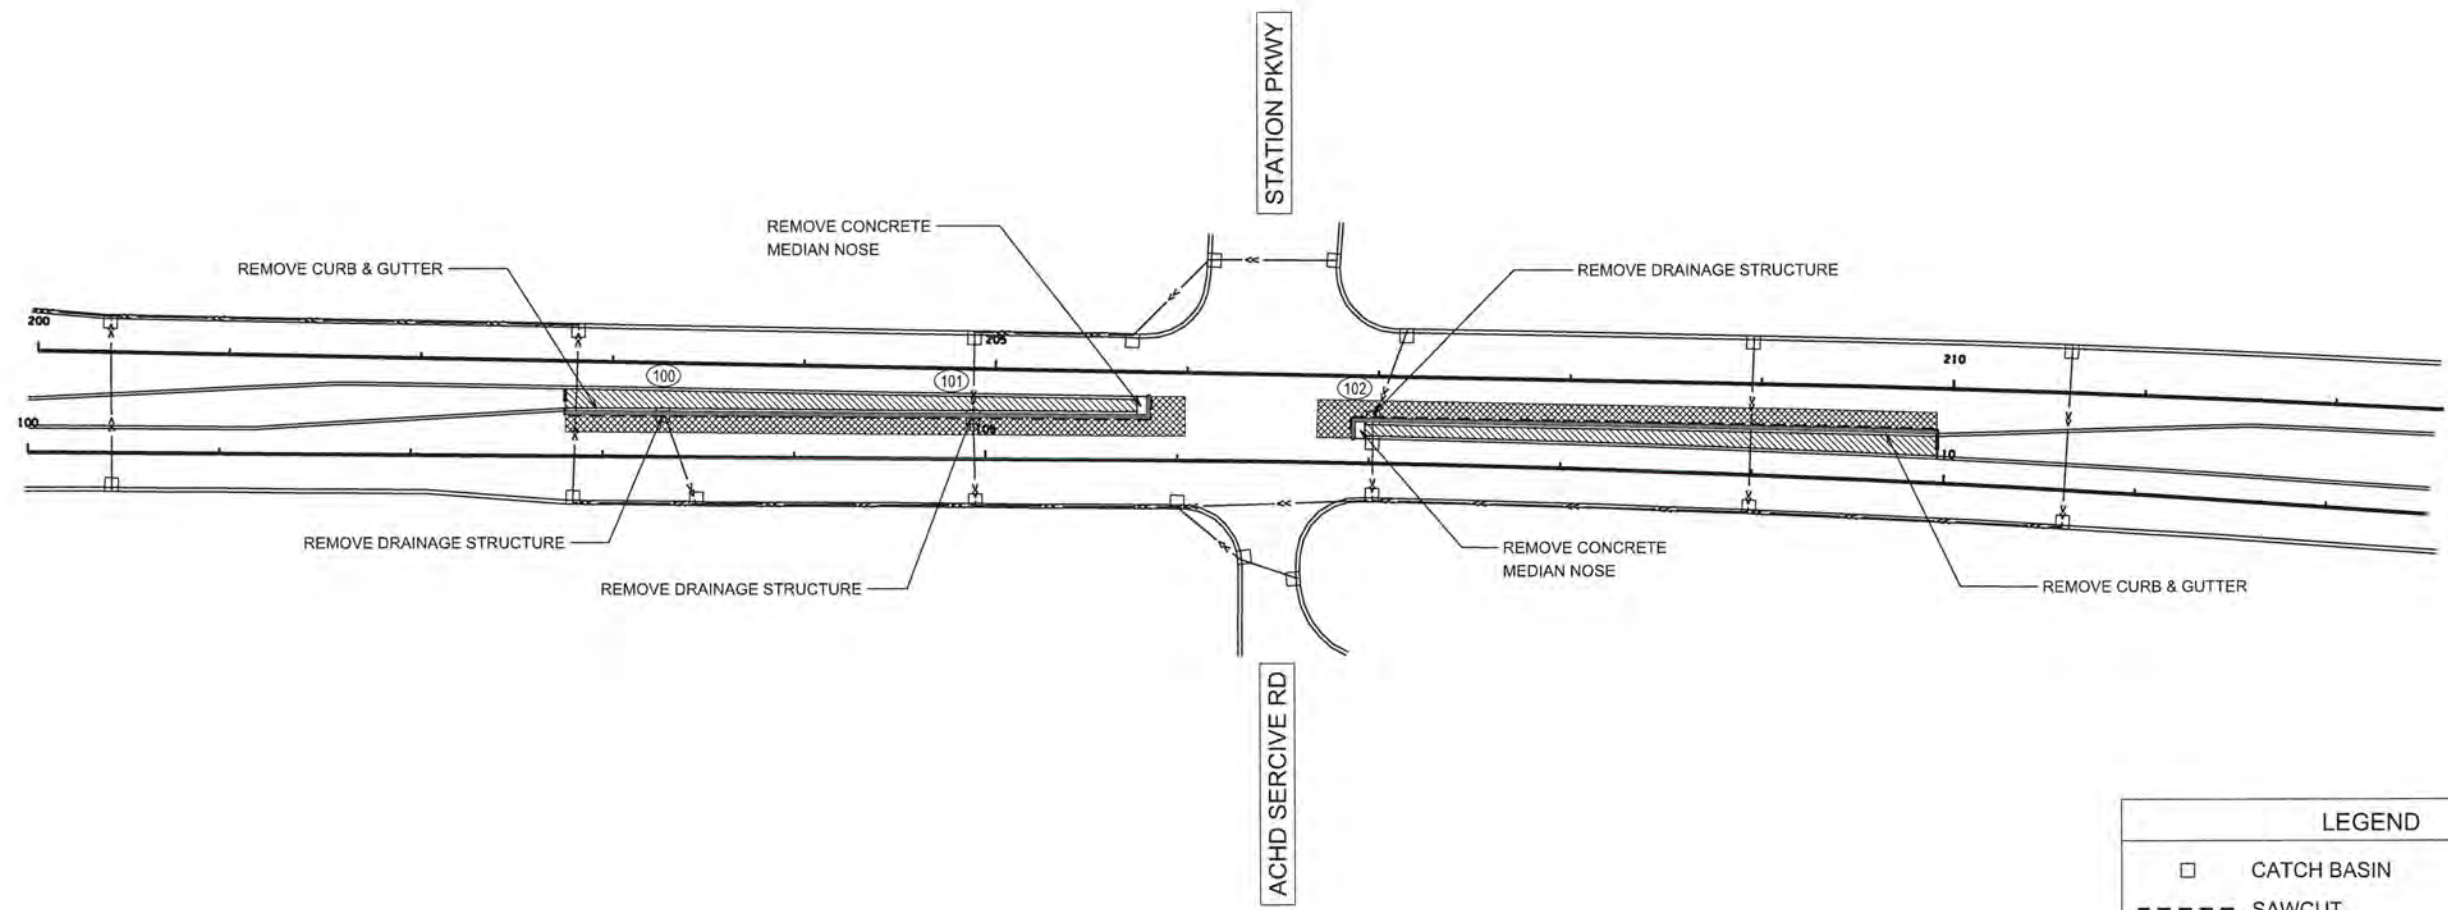 STATION PKWY
REMOVE CONCRETE
MEDIAN NOSE
REMOVE CURB & GUTTER
REMOVE DRAINAGE STRUCTURE
200
205
210
100
101
102
100
10
REMOVE DRAINAGE STRUCTURE
REMOVE DRAINAGE STRUCTURE
REMOVE CONCRETE
MEDIAN NOSE
REMOVE CURB & GUTTER
ACHD SERCIVE RD
LEGEND
CATCH BASIN
SAWCUT